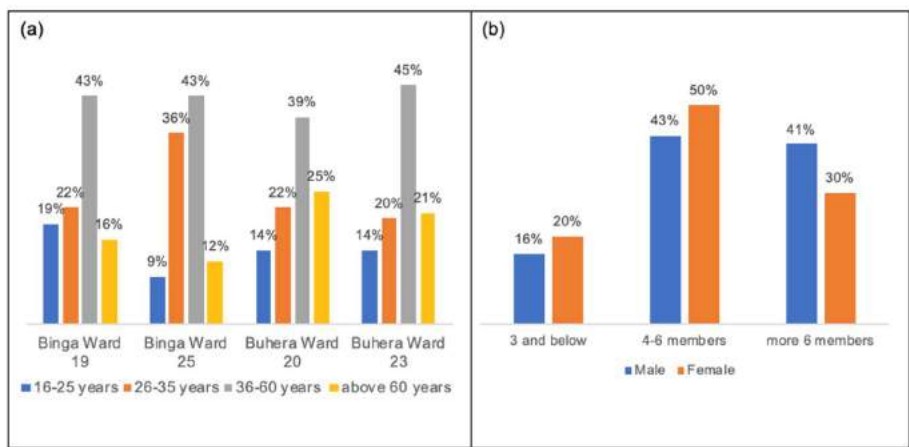 (a)
43%
43%
39%
45%
36%
19%
22%
16%
9%
12%
14%
22%
25%
14%
20%
21%
Binga Ward
19
Binga Ward
25
Buhera Ward
20
Buhera Ward
23
16-25 years 26-35 years 36-60 years above 60 years
(b)
16%
20%
43%
50%
41%
30%
3 and below 4-6 members more 6 members
Male Female